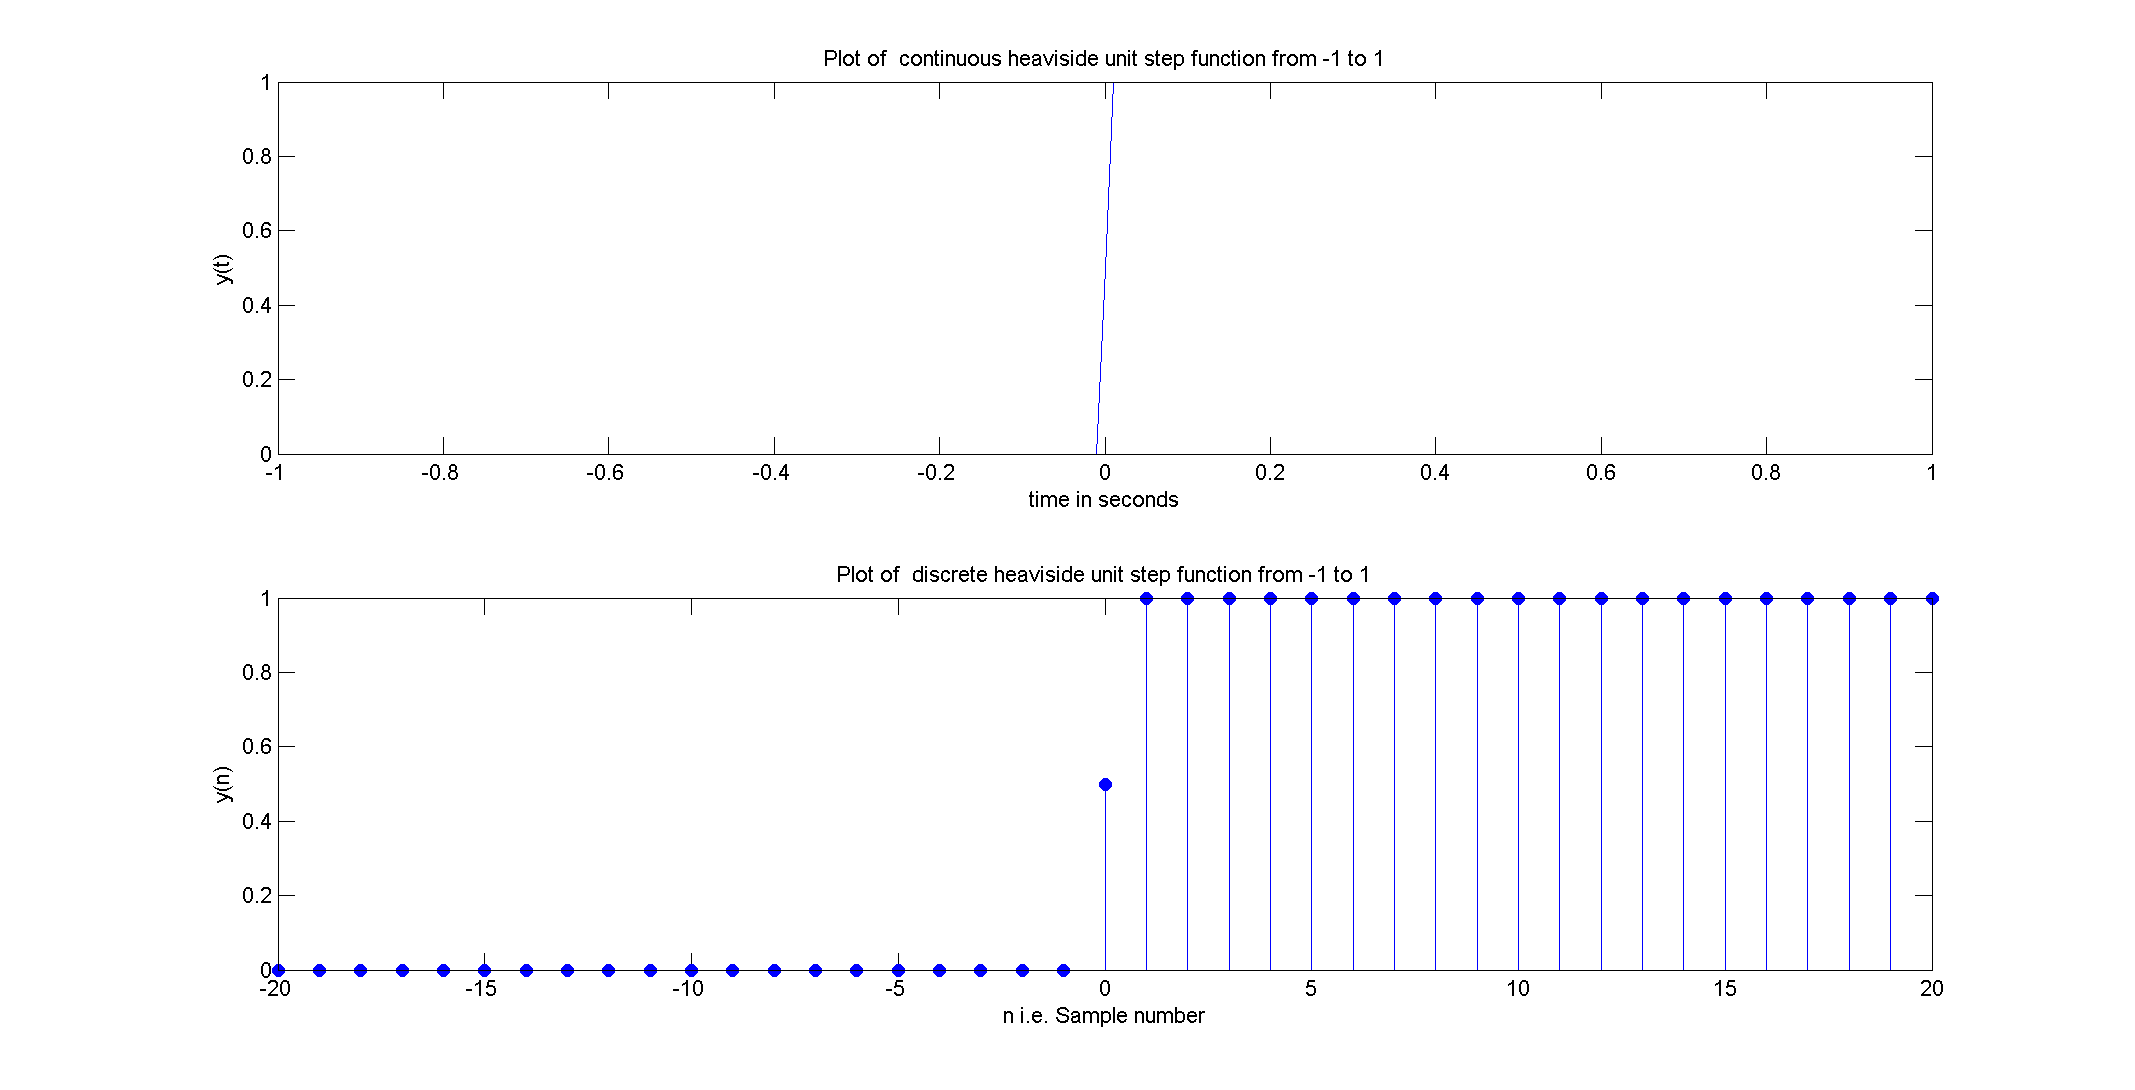 Plot of  continuous heaviside unit step function from -1 to 1
1
0.8
0.6
0.4
0.2
0
y(t)
-1 -0.8 -0.6 -0.4 -0.2 0 0.2 0.4 0.6 0.8 1
time in seconds
Plot of  discrete heaviside unit step function from -1 to 1
1
0.8
0.6
0.4
0.2
0
y(n)
-20 -15 -10 -5 0 5 10 15 20
n i.e. Sample number